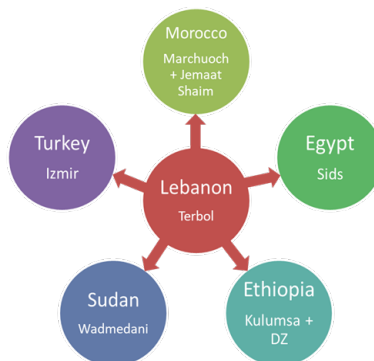 Morocco
Marchuoch
+ Jemaat
Shaim
Turkey
Izmir
Egypt
Sids
Lebanon
Terbol
Sudan
Wadmedani
Ethiopia
Kulumsa +
DZ